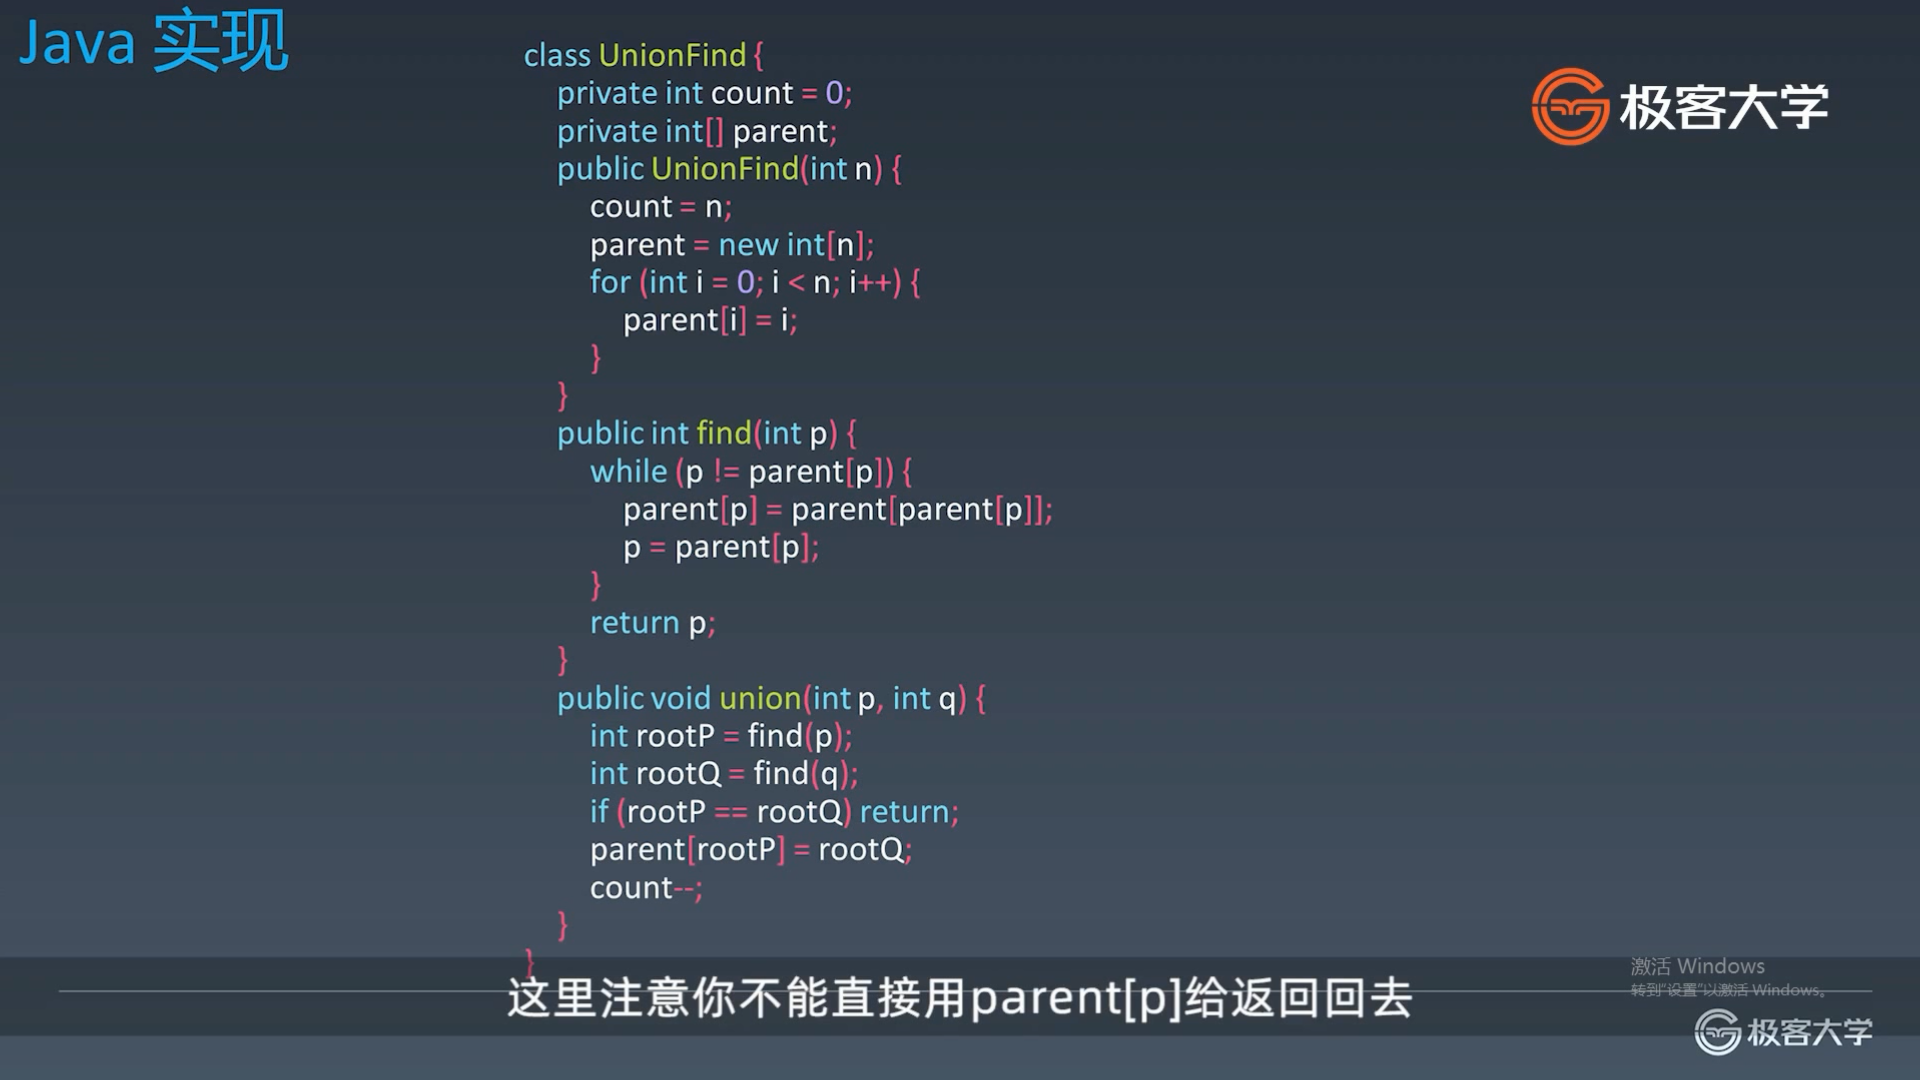 Java 实现
极客大学
class UnionFind {
private int count = 0;
private int[] parent;
public UnionFind(int n) {
count = n;
parent = new int[n];
for (int i = 0; i < n; i++) {
parent[i] = i;
}
}
public int find(int p) {
while (p != parent[p]) {
parent[p] = parent[parent[p]];
p = parent[p];
}
return p;
}
public void union(int p, int q) {
int rootP = find(p);
int rootQ = find(q);
if (rootP == rootQ) return;
parent[rootP] = rootQ;
count--;
}
}
这里注意你不能直接用parent[p]给返回回去
激活 Windows
转到“设置”以激活 Windows。
极客大学